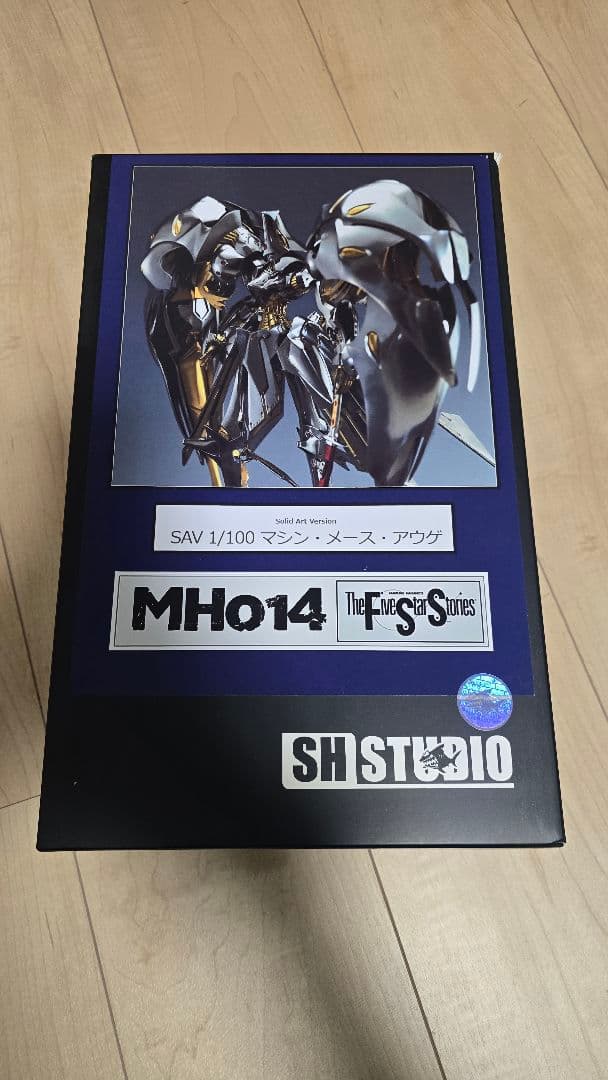 Solid Art Version
SAV 1/100 マシン・メース・アウゲ
MH014
The Five Star Stories
SH STUDIO